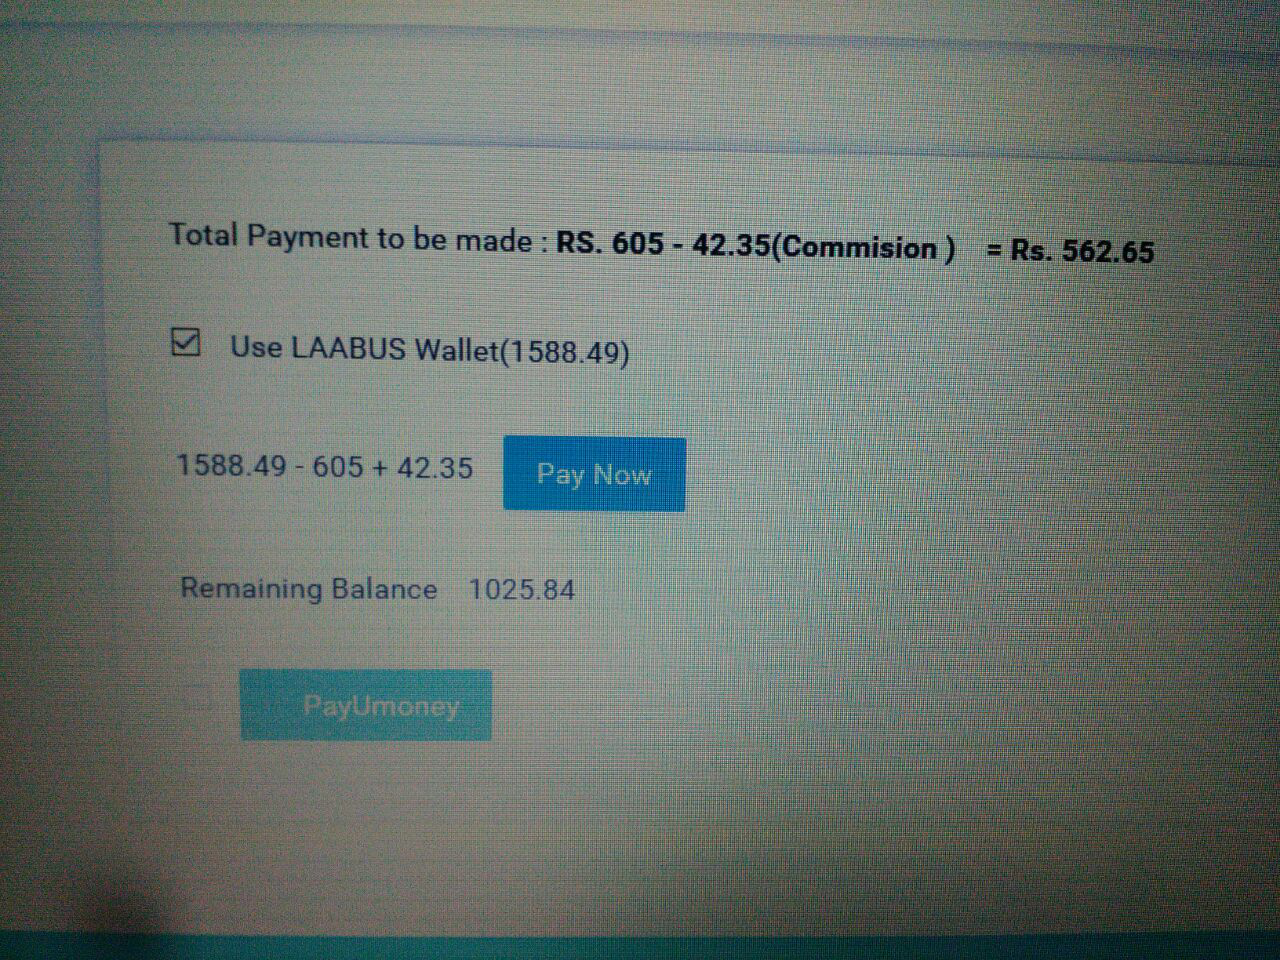 Total Payment to be made : RS. 605 - 42.35(Commision ) = Rs. 562.65
Use LAABUS Wallet(1588.49)
1588.49 - 605 + 42.35 Pay Now
Remaining Balance 1025.84
PayUmoney